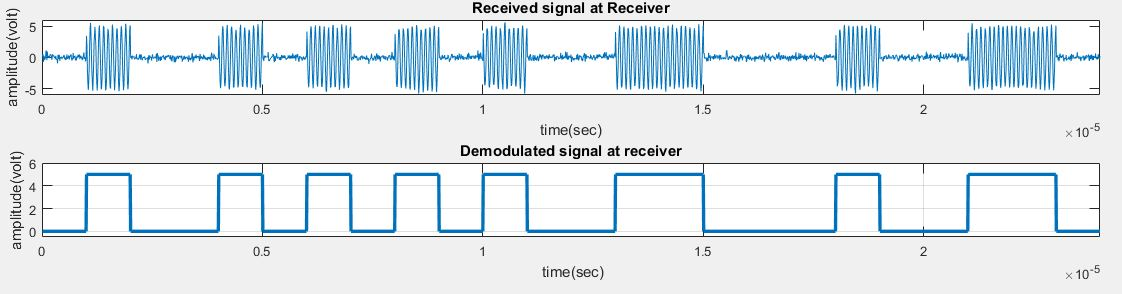 Received signal at Receiver
amplitude(volt)
5
0
-5
0 0.5 1 1.5 2
time(sec)
×10-5
Demodulated signal at receiver
amplitude(volt)
6
4
2
0
0 0.5 1 1.5 2
time(sec)
×10-5